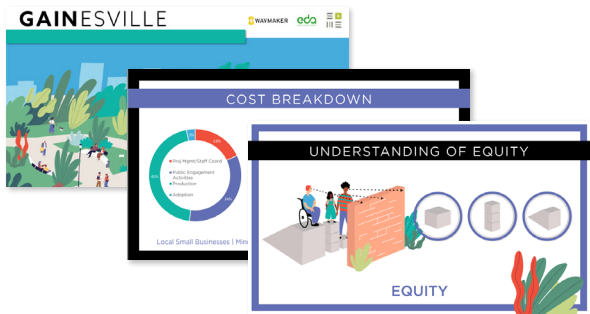 GAINESVILLE
WAVMAKER
eda
COST BREAKDOWN
Proj Mgmt/Staff Coord
Public Engagement
Activities
Production
Adoption
Local Small Businesses | Min
UNDERSTANDING OF EQUITY
EQUITY